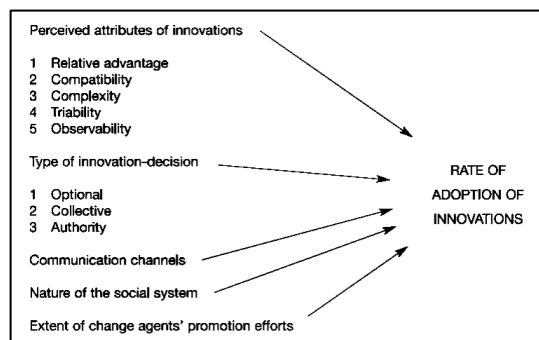 Perceived attributes of innovations
1 Relative advantage
2 Compatibility
3 Complexity
4 Triability
5 Observability
Type of innovation–decision
1 Optional
2 Collective
3 Authority
Communication channels
Nature of the social system
Extent of change agents' promotion efforts
RATE OF
ADOPTION OF
INNOVATIONS